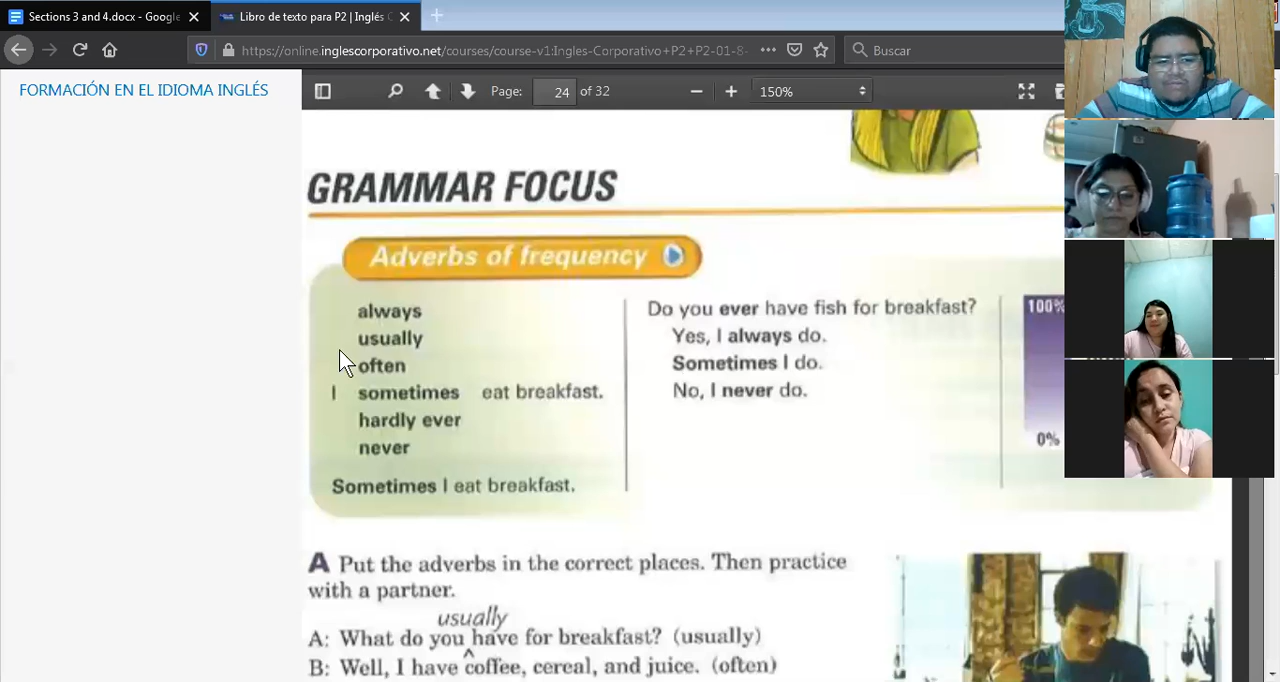 Sections 3 and 4.docx - Google
Libro de texto para P2 | Inglés C
https://online.inglescorporativo.net/courses/course-v1:Ingles-Corporativo+P2+P2-01-8-
Buscar
FORMACIÓN EN EL IDIOMA INGLÉS
Page: 24 of 32
150%
GRAMMAR FOCUS
Adverbs of frequency
always
usually
often
I sometimes eat breakfast.
hardly ever
never
Sometimes I eat breakfast.
Do you ever have fish for breakfast?
Yes, I always do.
Sometimes I do.
No, I never do.
100%
0%
A Put the adverbs in the correct places. Then practice
with a partner.
usually
A: What do you ^ have for breakfast? (usually)
B: Well, I have coffee, cereal, and juice. (often)